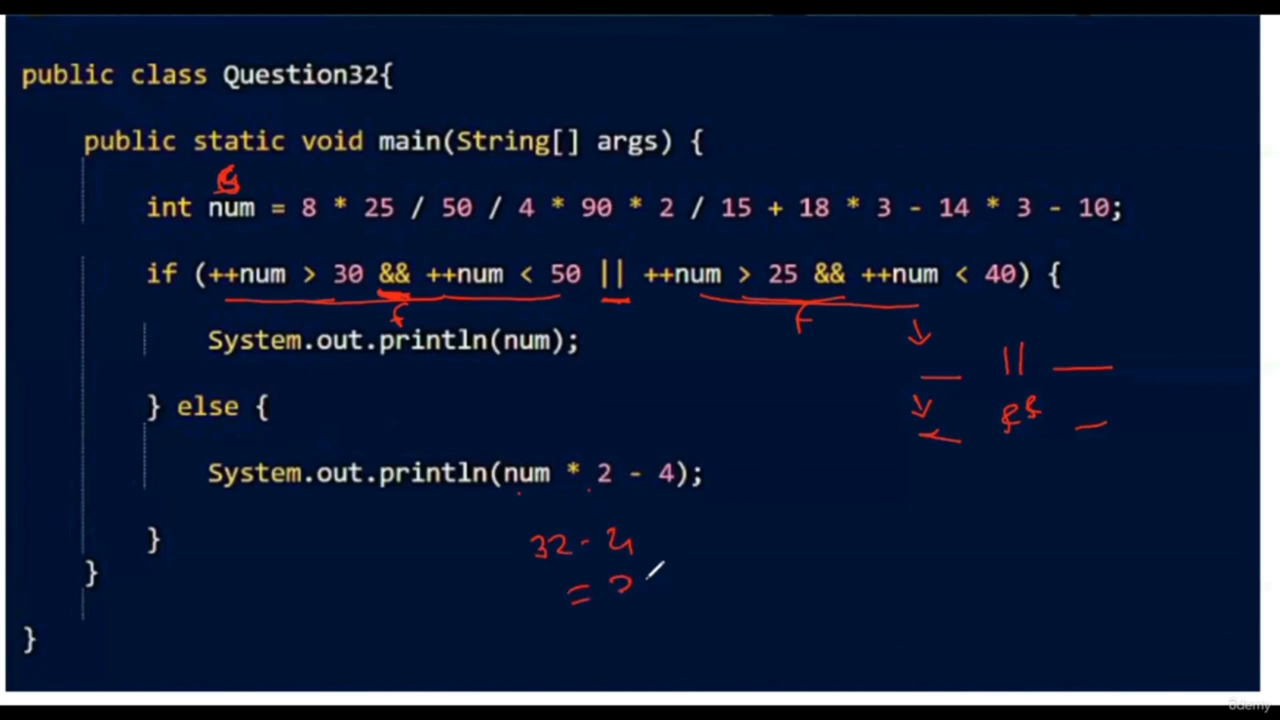 public class Question32{
public static void main(String[] args) {
int num = 8 * 25 / 50 / 4 * 90 * 2 / 15 + 18 * 3 - 14 * 3 - 10;
if (++num > 30 && ++num < 50 || ++num > 25 && ++num < 40) {
f
F
System.out.println(num);
||
} else {
&&
System.out.println(num * 2 - 4);
}
32 - 4
=
}
}
ûdemy